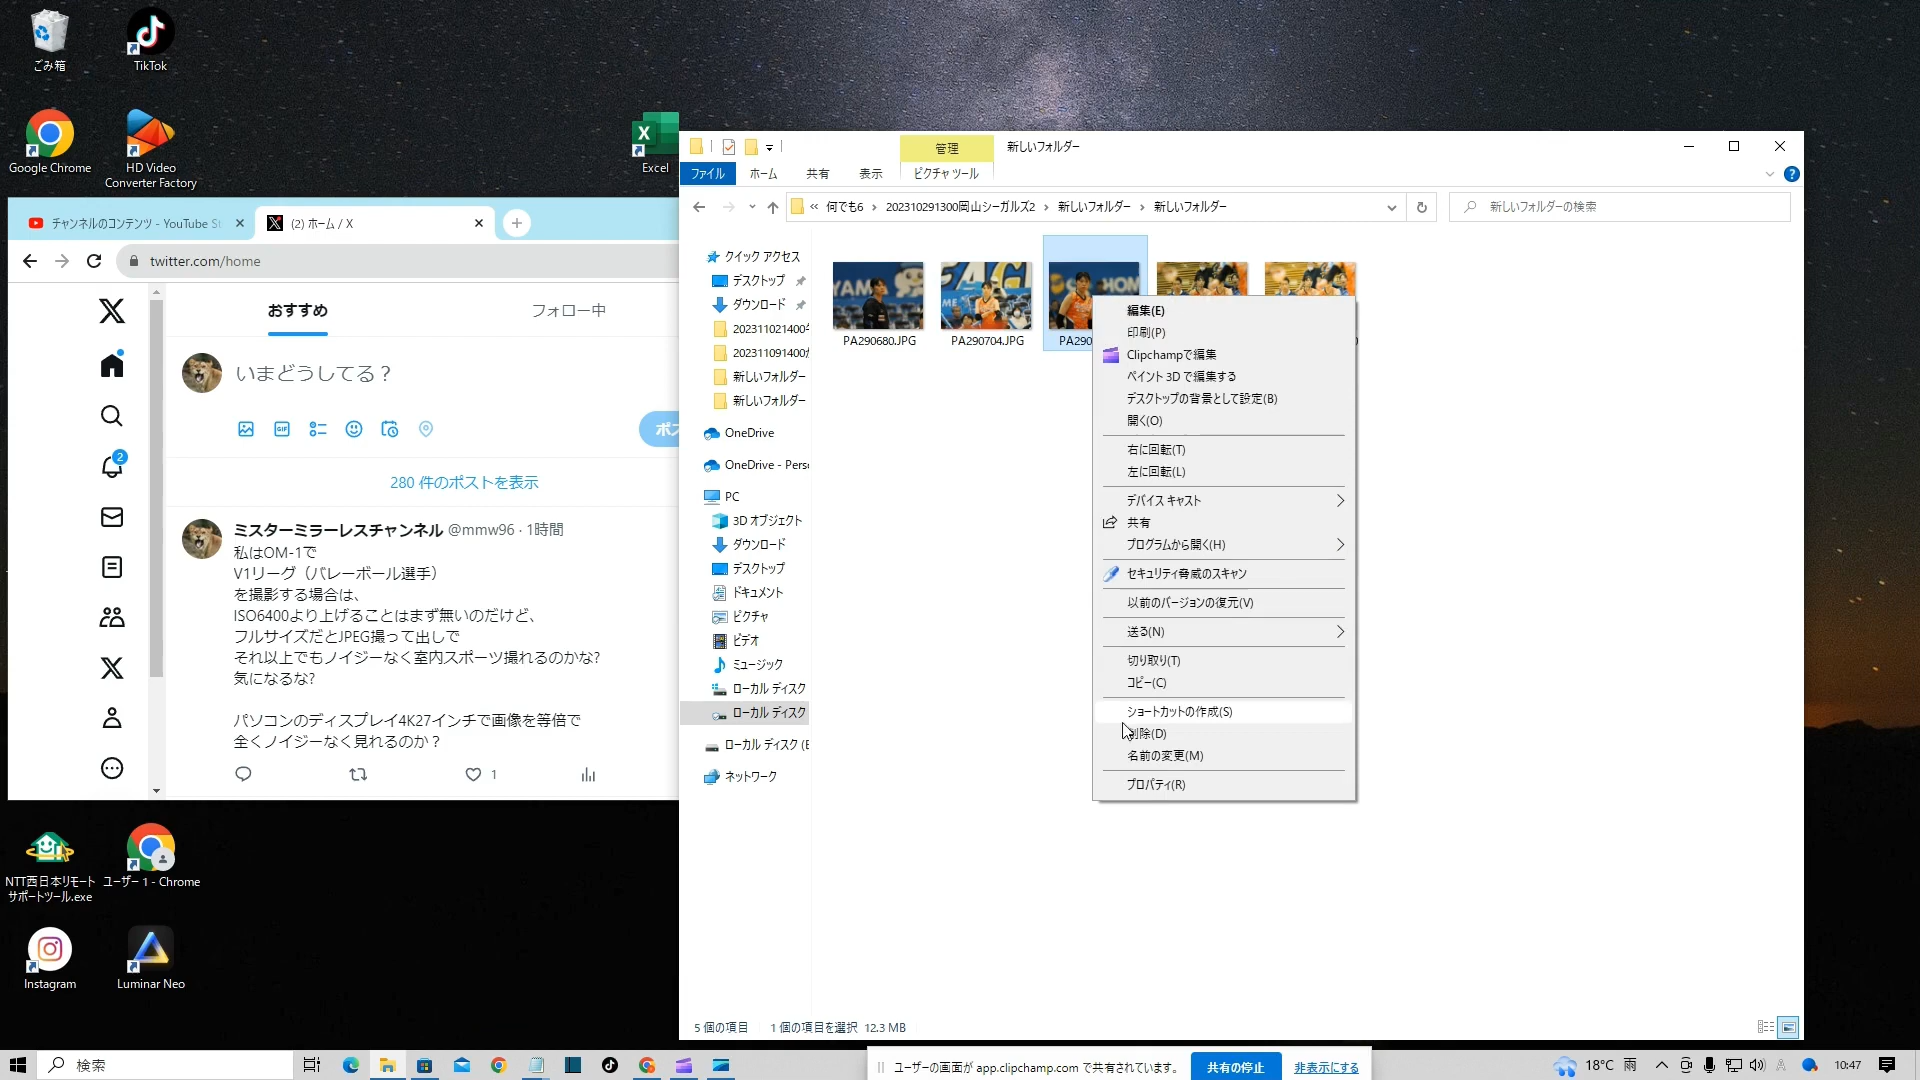 ごみ箱
TikTok
Google Chrome
HD Video
Converter Factory
Excel
チャンネルのコンテンツ - YouTube St
(2) ホーム / X
twitter.com/home
おすすめ
フォロー中
いまどうしてる？
GIF
ポス
280 件のポストを表示
2
ミスターミラーレスチャンネル @mmw96 · 1時間
私はOM-1で
V1リーグ（バレーボール選手）
を撮影する場合は、
ISO6400より上げることはまず無いのだけど、
フルサイズだとJPEG撮って出しで
それ以上でもノイジーなく室内スポーツ撮れるのかな?
気になるな?
パソコンのディスプレイ4K27インチで画像を等倍で
全くノイジーなく見れるのか？
1
NTT西日本リモート
サポートツール.exe
ユーザー 1 - Chrome
Instagram
Luminar Neo
管理
新しいフォルダー
ファイル
ホーム
共有
表示
ピクチャ ツール
何でも6
202310291300岡山シーガルズ2
新しいフォルダー
新しいフォルダー
新しいフォルダーの検索
クイック アクセス
デスクトップ
ダウンロード
202311021400
202311091400
新しいフォルダー
新しいフォルダー
OneDrive
OneDrive - Perso
PC
3D オブジェクト
ダウンロード
デスクトップ
ドキュメント
ピクチャ
ビデオ
ミュージック
ローカル ディスク
ローカル ディスク
ローカル ディスク (E
ネットワーク
PA290680.JPG
PA290704.JPG
PA290
編集(E)
印刷(P)
Clipchampで編集
ペイント 3D で編集する
デスクトップの背景として設定(B)
開く(O)
右に回転(T)
左に回転(L)
デバイス キャスト
共有
プログラムから開く(H)
セキュリティ脅威のスキャン
以前のバージョンの復元(V)
送る(N)
切り取り(T)
コピー(C)
ショートカットの作成(S)
削除(D)
名前の変更(M)
プロパティ(R)
5 個の項目
1 個の項目を選択 12.3 MB
検索
ユーザーの画面が app.clipchamp.com で共有されています。
共有の停止
非表示にする
18°C 雨
A
10:47